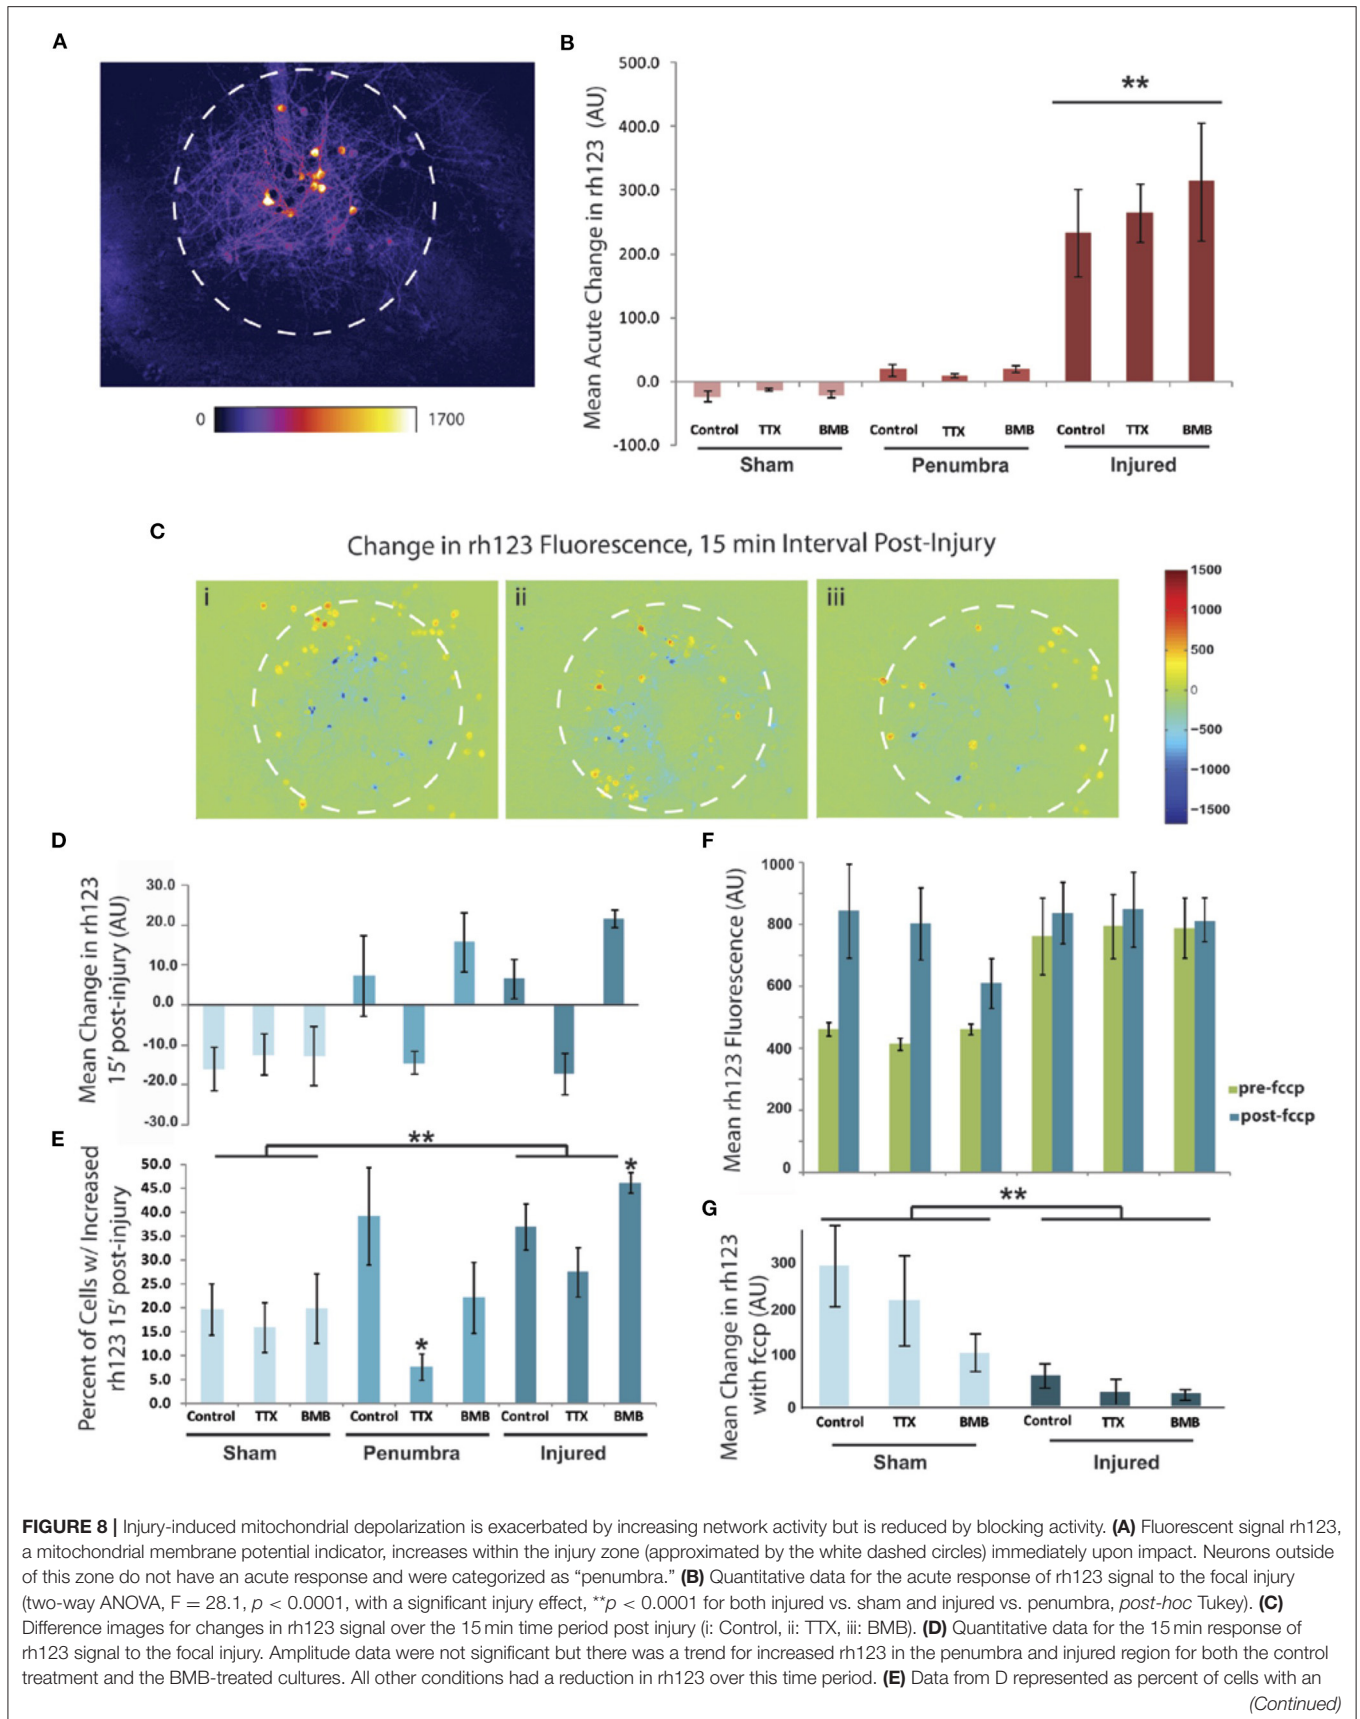 A
0
1700
B
Mean Acute Change in rh123 (AU)
500.0
400.0
300.0
200.0
100.0
0.0
-100.0
**
Control TTX BMB Control TTX BMB Control TTX BMB
Sham Penumbra Injured
C
Change in rh123 Fluorescence, 15 min Interval Post-Injury
i ii iii
1500
1000
500
0
−500
−1000
−1500
D
Mean Change in rh123
15' post-injury (AU)
30.0
20.0
10.0
0.0
-10.0
-20.0
-30.0
E
Percent of Cells w/ Increased
rh123 15' post-injury
50.0
45.0
40.0
35.0
30.0
25.0
20.0
15.0
10.0
5.0
0.0
**
*
*
Control TTX BMB Control TTX BMB Control TTX BMB
Sham Penumbra Injured
F
Mean rh123 Fluorescence (AU)
1000
800
600
400
200
0
pre-fccp
post-fccp
G
Mean Change in rh123
with fccp (AU)
300
200
100
0
**
Control TTX BMB Control TTX BMB
Sham Injured
FIGURE 8 | Injury-induced mitochondrial depolarization is exacerbated by increasing network activity but is reduced by blocking activity. (A) Fluorescent signal rh123,
a mitochondrial membrane potential indicator, increases within the injury zone (approximated by the white dashed circles) immediately upon impact. Neurons outside
of this zone do not have an acute response and were categorized as “penumbra.” (B) Quantitative data for the acute response of rh123 signal to the focal injury
(two-way ANOVA, F = 28.1, p < 0.0001, with a significant injury effect, **p < 0.0001 for both injured vs. sham and injured vs. penumbra, post-hoc Tukey). (C)
Difference images for changes in rh123 signal over the 15 min time period post injury (i: Control, ii: TTX, iii: BMB). (D) Quantitative data for the 15 min response of
rh123 signal to the focal injury. Amplitude data were not significant but there was a trend for increased rh123 in the penumbra and injured region for both the control
treatment and the BMB-treated cultures. All other conditions had a reduction in rh123 over this time period. (E) Data from D represented as percent of cells with an
(Continued)